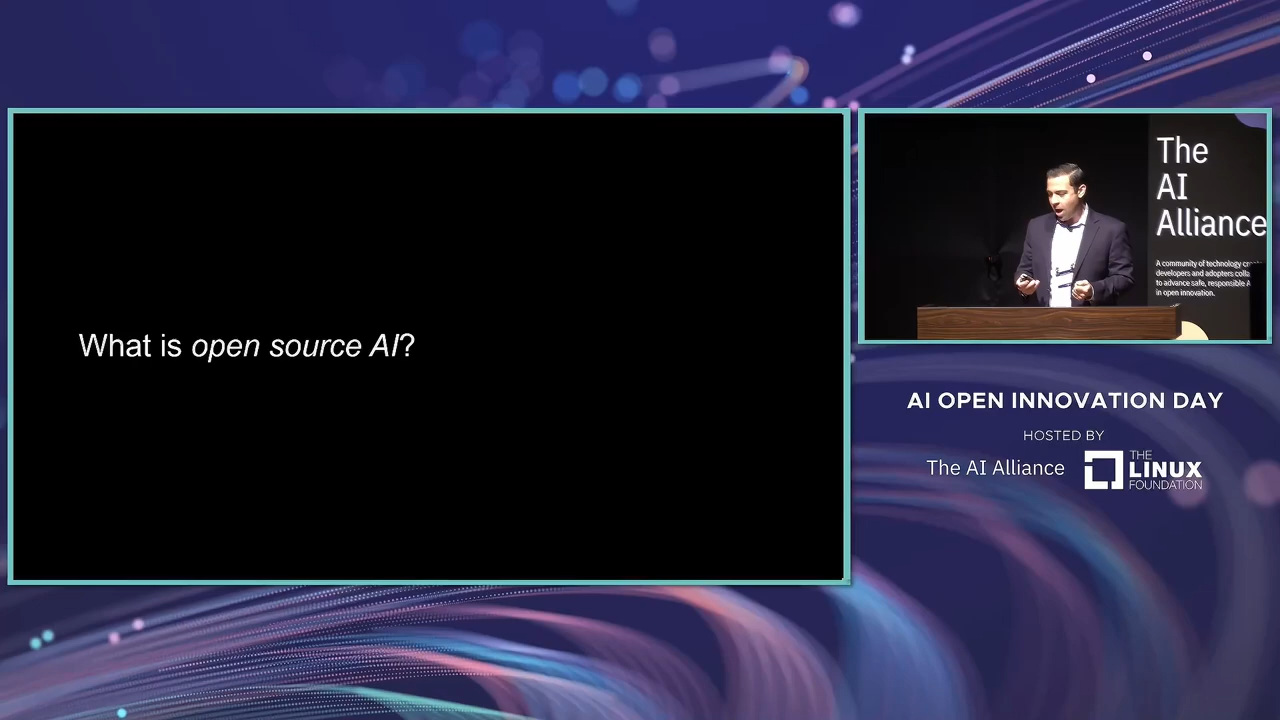 What is open source AI?
The
AI
Alliance
A community of technology
developers and adopters
to advance safe, responsible
in open innovation.
AI OPEN INNOVATION DAY
HOSTED BY
The AI Alliance
THE
LINUX
FOUNDATION